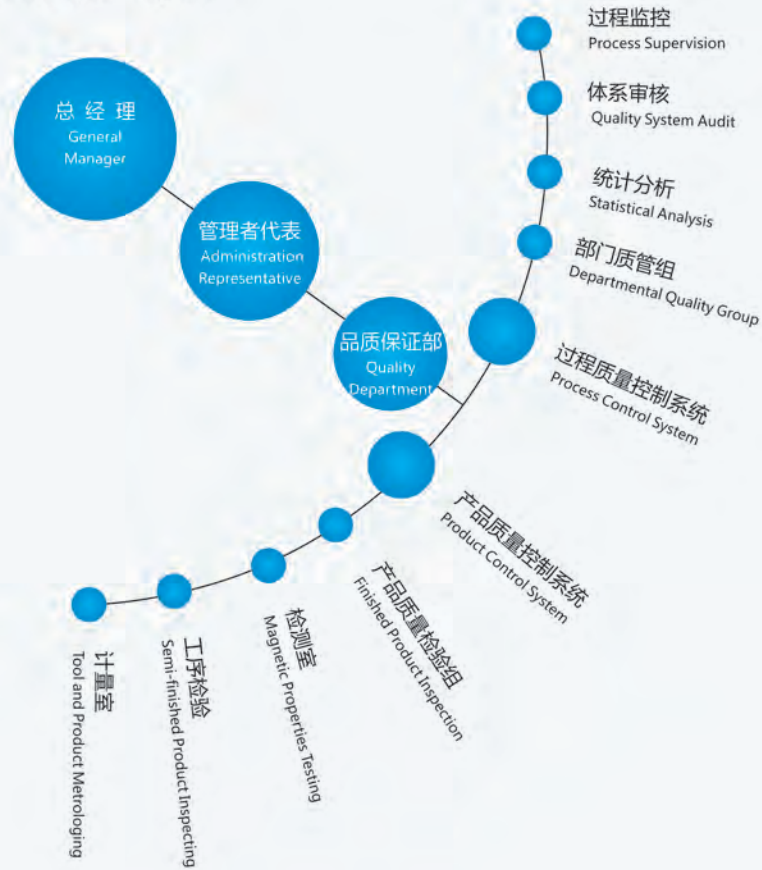 总经理
General
Manager
管理者代表
Administration
Representative
品质保证部
Quality
Department
过程监控
Process Supervision
体系审核
Quality System Audit
统计分析
Statistical Analysis
部门质管组
Departmental Quality Group
过程质量控制系统
Process Control System
产品质量控制系统
Product Control System
产品质量检验组
Finished Product Inspection
检测室
Magnetic Properties Testing
工序检验
Semi-finished Product Inspecting
计量室
Tool and Product Metrologing